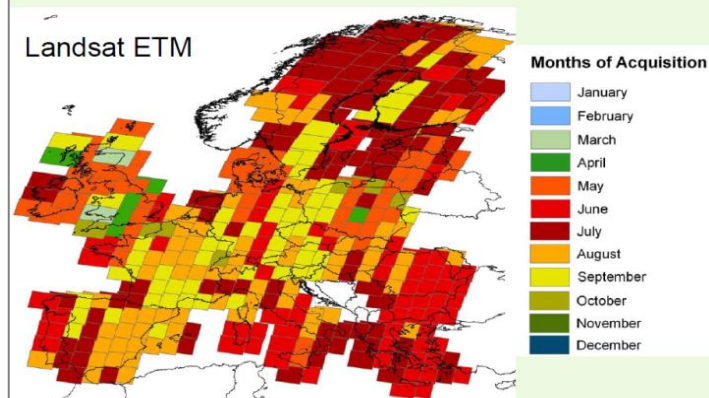 Landsat ETM
Months of Acquisition
January
February
March
April
May
June
July
August
September
October
November
December